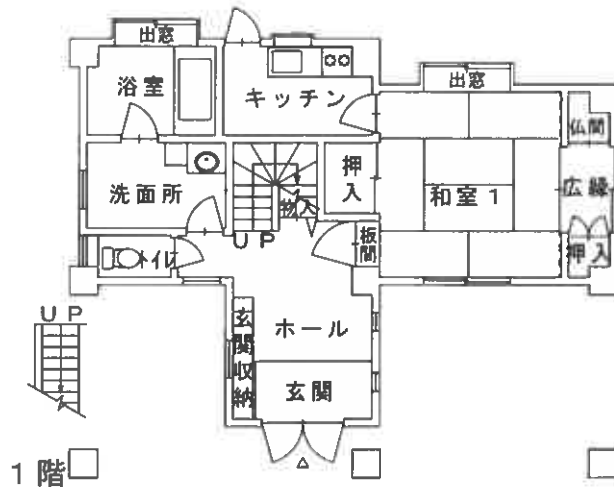 出窓
浴室
キッチン
出窓
仏間
洗面所
押入
和室1
広縁
物入
UP
トイレ
板間
押入
UP
ホール
玄関収納
玄関
1階